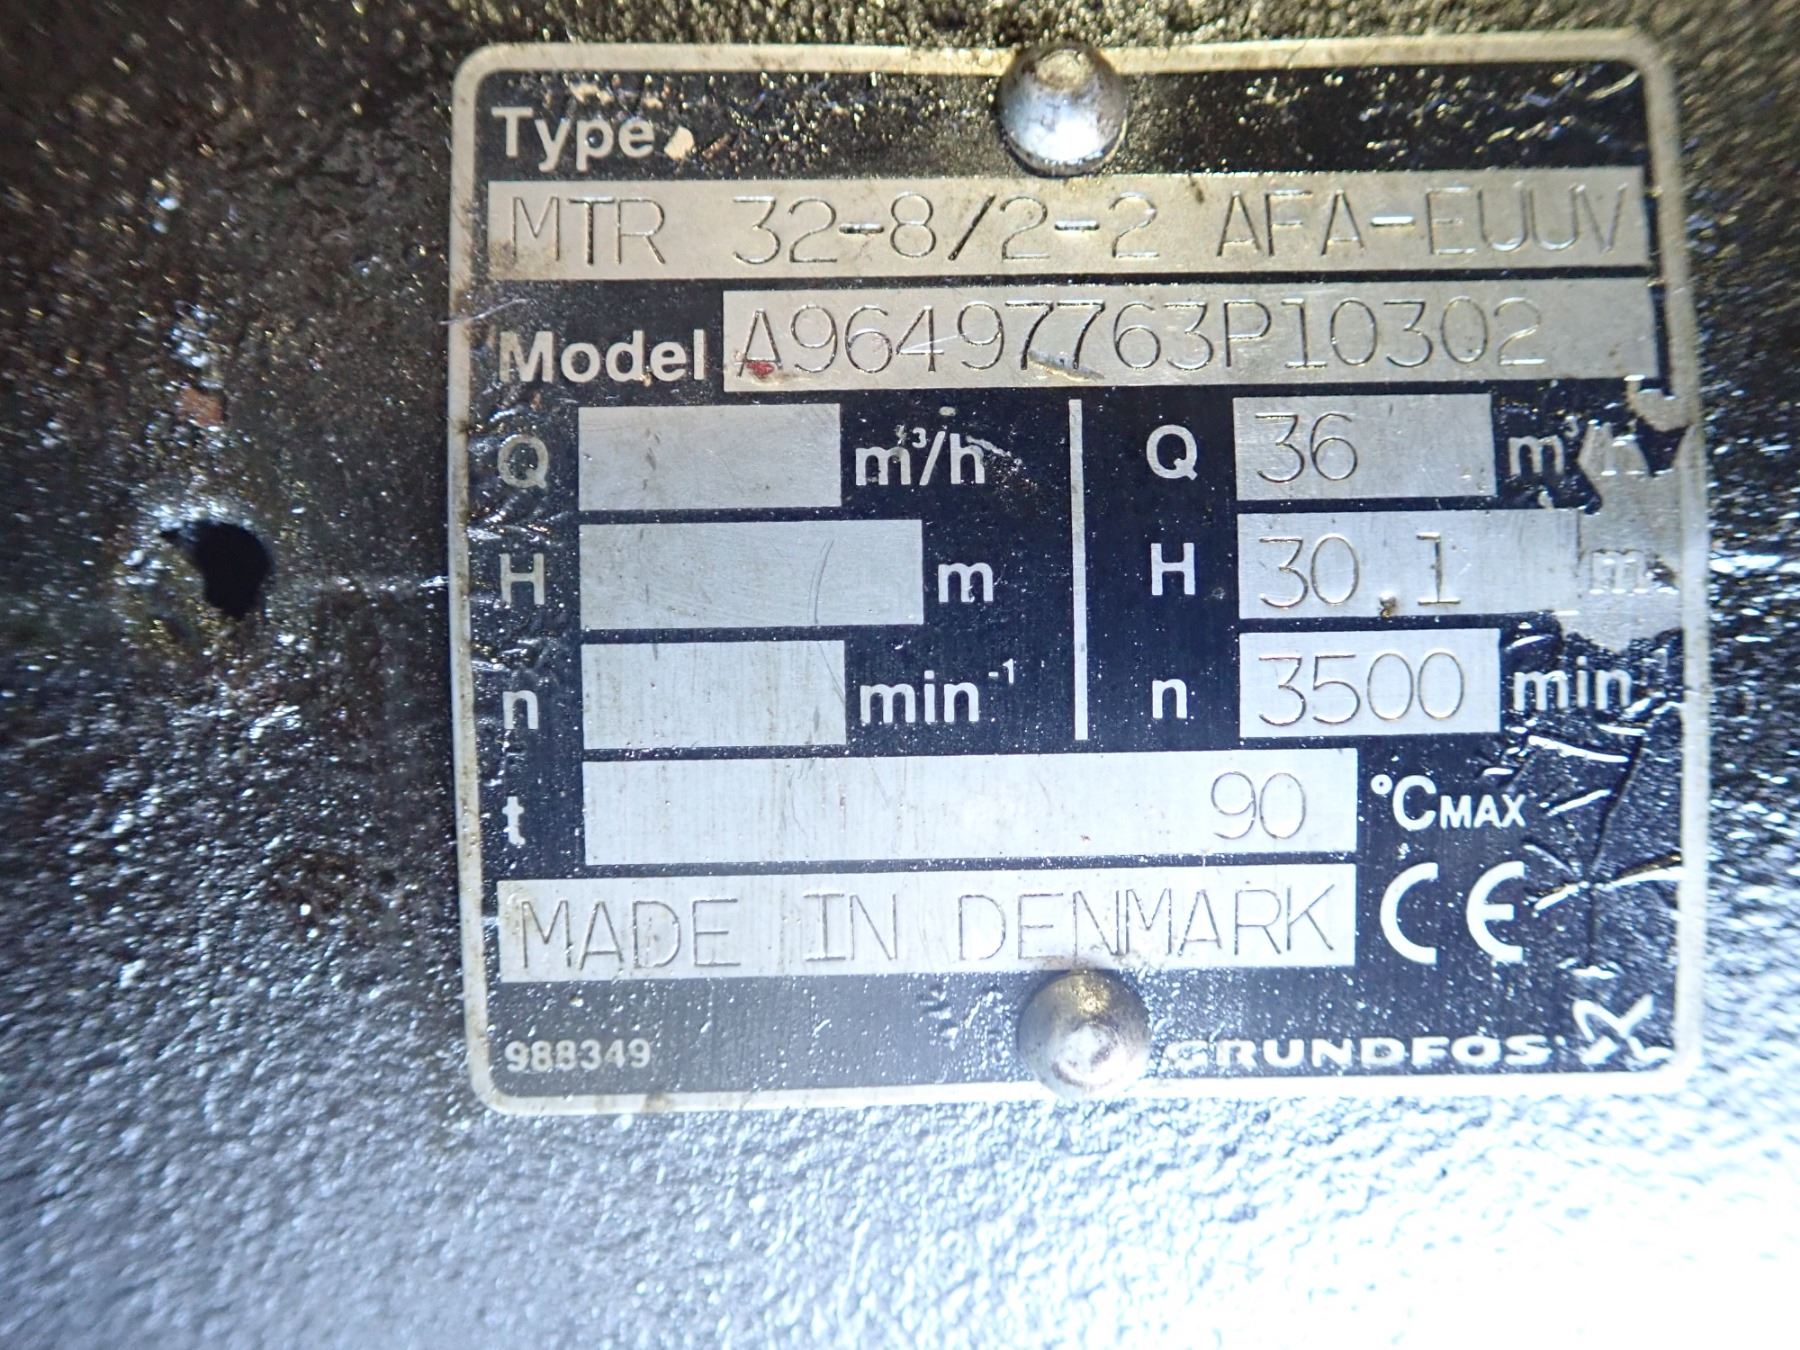 Type
MTR 32-8/2-2 AFA-EUUV
Model A96497763P10302
Q m³/h Q 36 m³/h
H m H 30.1 m
n min⁻¹ n 3500 min⁻¹
t 90 °CMAX
MADE IN DENMARK CE
988349 GRUNDFOS